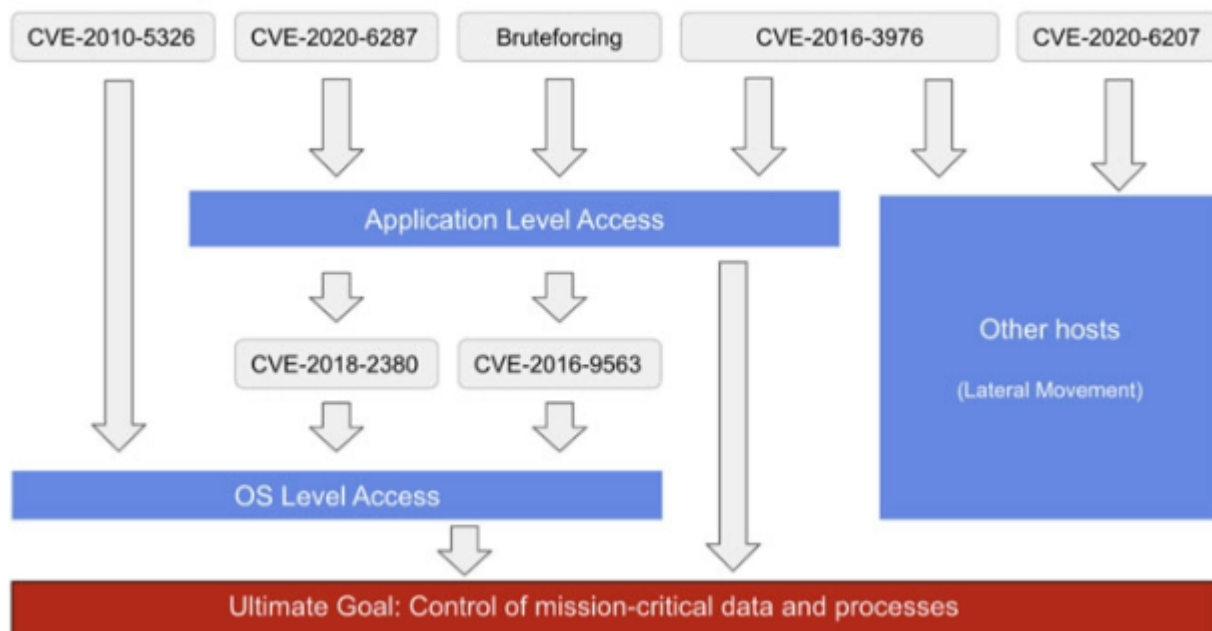 CVE-2010-5326
CVE-2020-6287
Bruteforcing
CVE-2016-3976
CVE-2020-6207
Application Level Access
Other hosts
(Lateral Movement)
CVE-2018-2380
CVE-2016-9563
OS Level Access
Ultimate Goal: Control of mission-critical data and processes